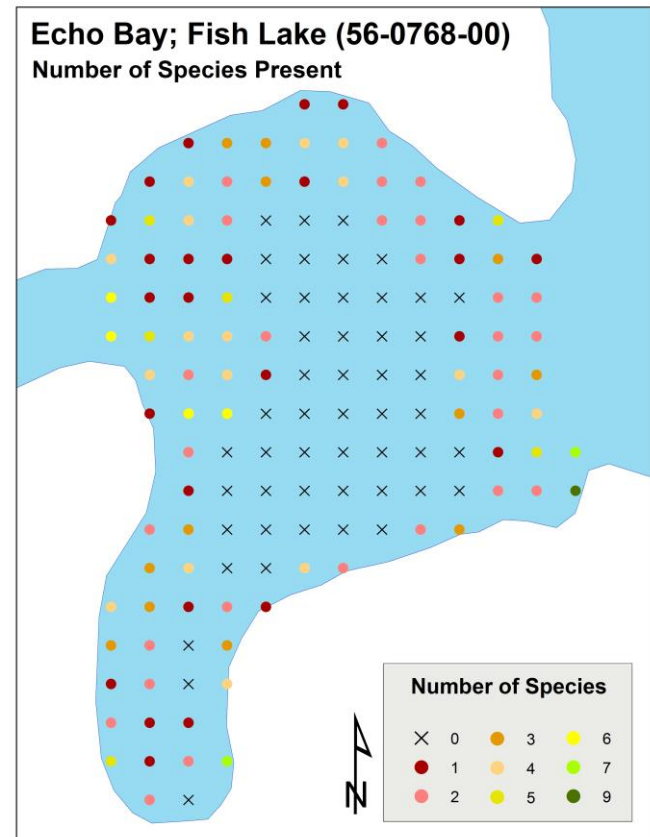 Echo Bay; Fish Lake (56-0768-00)
Number of Species Present
Number of Species
0 3 6
1 4 7
2 5 9
N